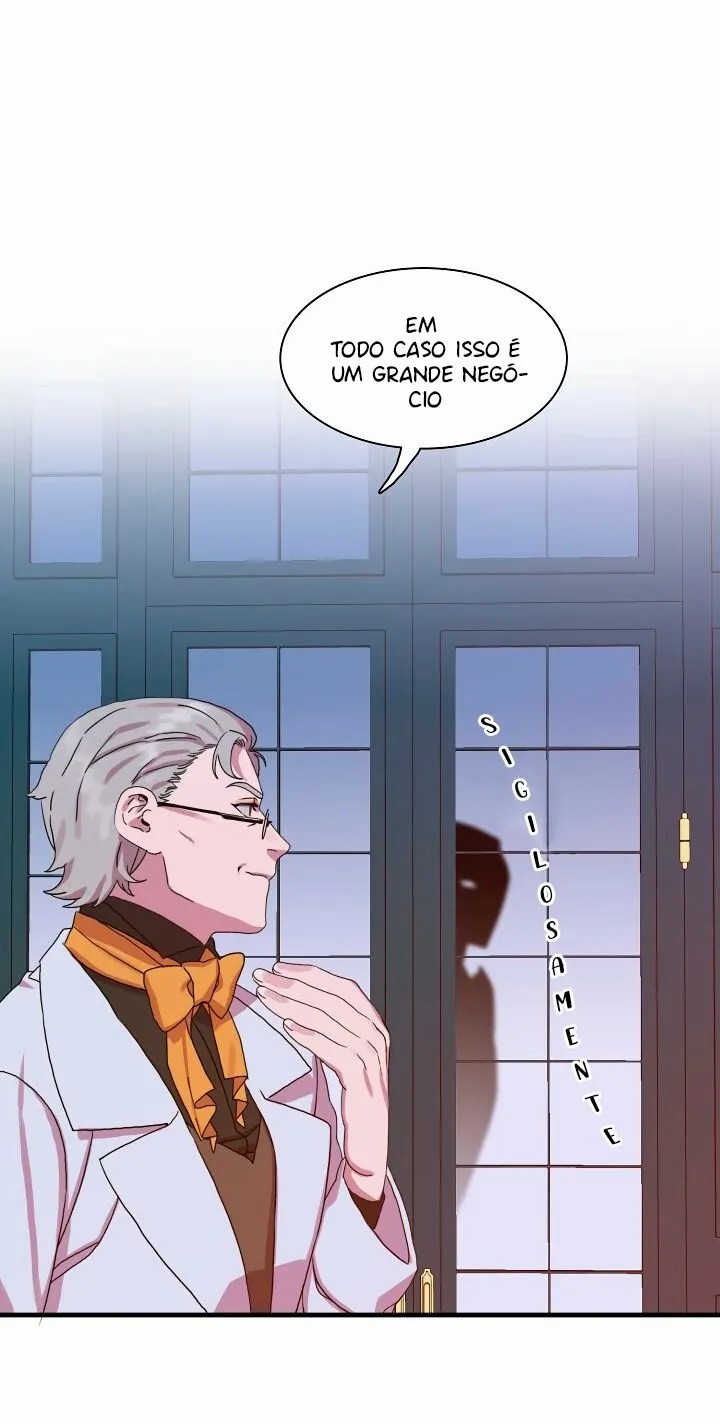 EM
TODO CASO ISSO É
UM GRANDE NEGÓ-
CIO
SIGILOSAMENTE